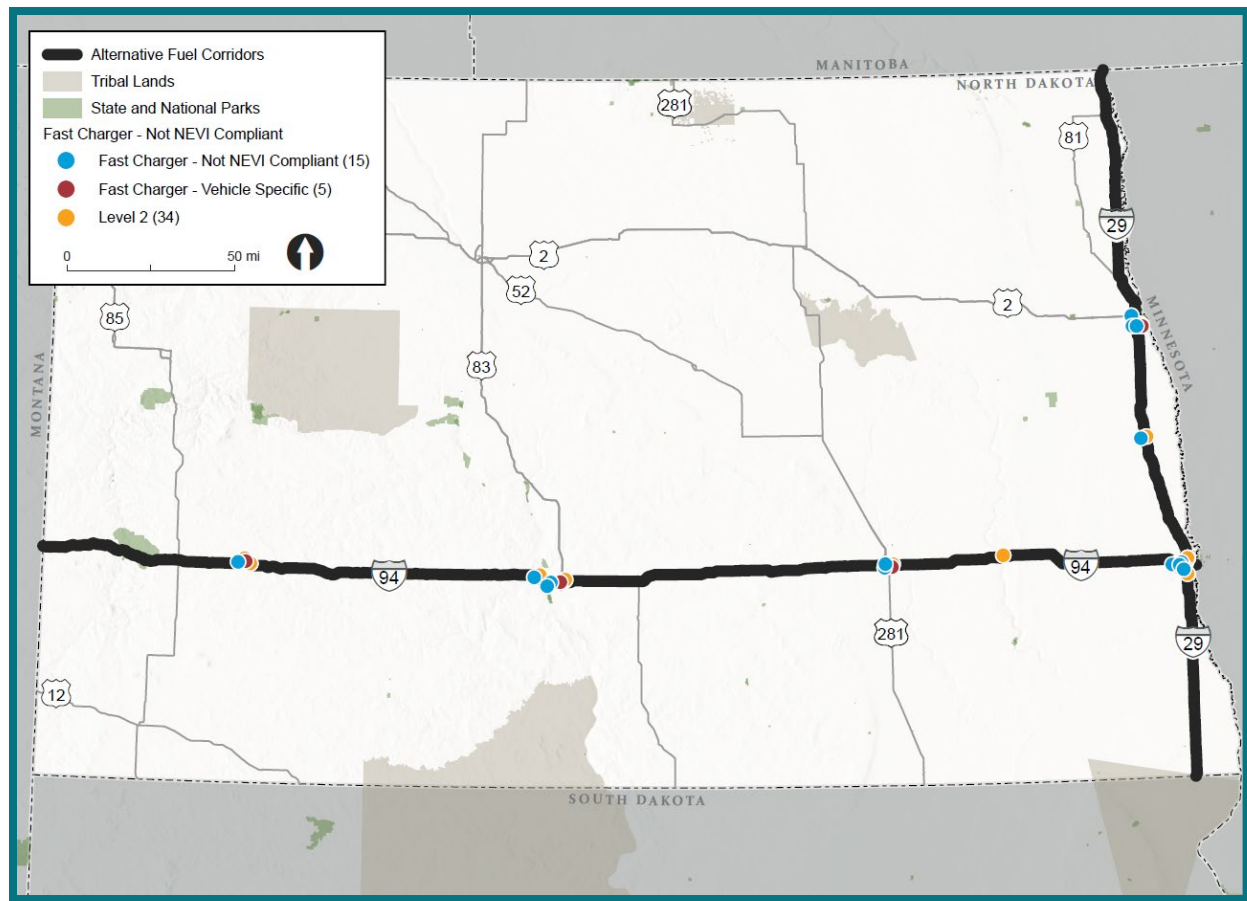 Alternative Fuel Corridors
Tribal Lands
State and National Parks
Fast Charger - Not NEVI Compliant
Fast Charger - Not NEVI Compliant (15)
Fast Charger - Vehicle Specific (5)
Level 2 (34)
0 50 mi
MANITOBA
NORTH DAKOTA
281
81
29
2
52
2
85
83
MINNESOTA
MONTANA
94
94
281
29
12
SOUTH DAKOTA